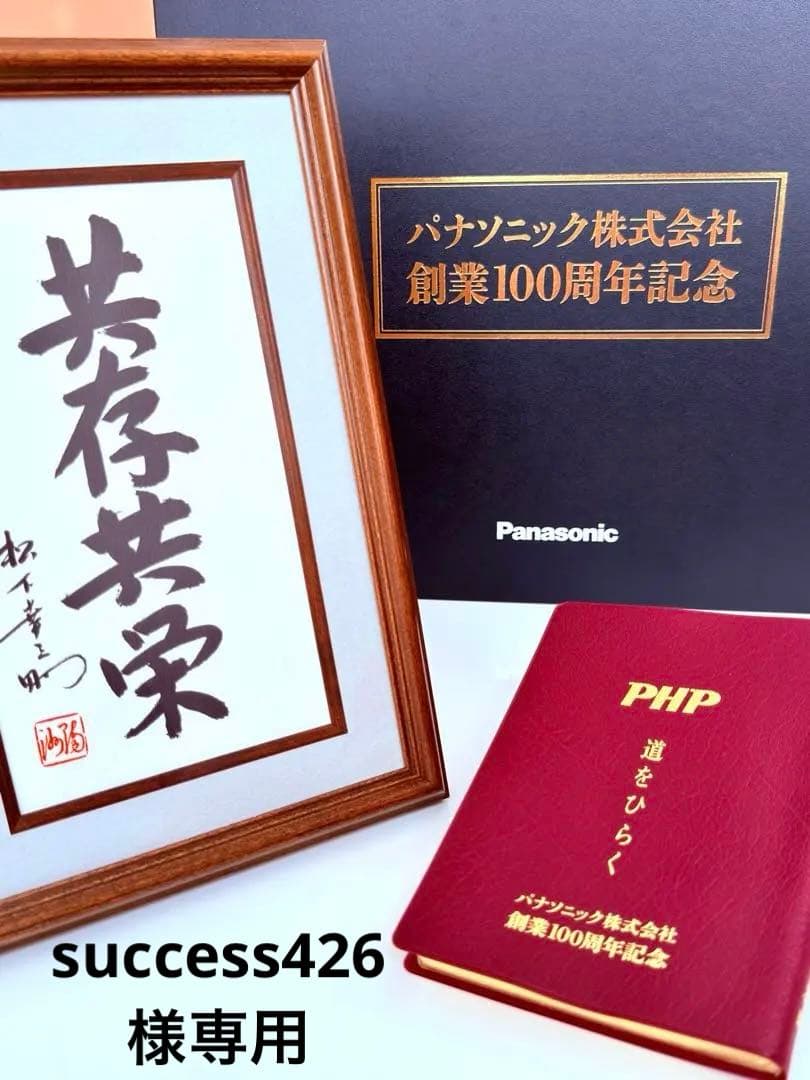 共存共栄
松下幸之助
パナソニック株式会社
創業100周年記念
Panasonic
PHP
道をひらく
パナソニック株式会社
創業100周年記念
success426
様専用